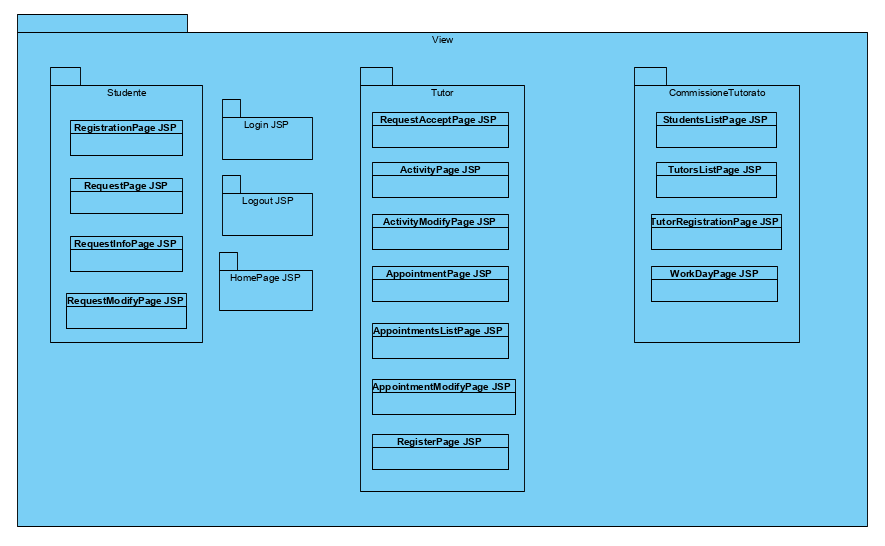 View
Studente
RegistrationPage JSP
RequestPage JSP
RequestInfoPage JSP
RequestModifyPage JSP
Login JSP
Logout JSP
HomePage JSP
Tutor
RequestAcceptPage JSP
ActivityPage JSP
ActivityModifyPage JSP
AppointmentPage JSP
AppointmentsListPage JSP
AppointmentModifyPage JSP
RegisterPage JSP
CommissioneTutorato
StudentsListPage JSP
TutorsListPage JSP
TutorRegistrationPage JSP
WorkDayPage JSP